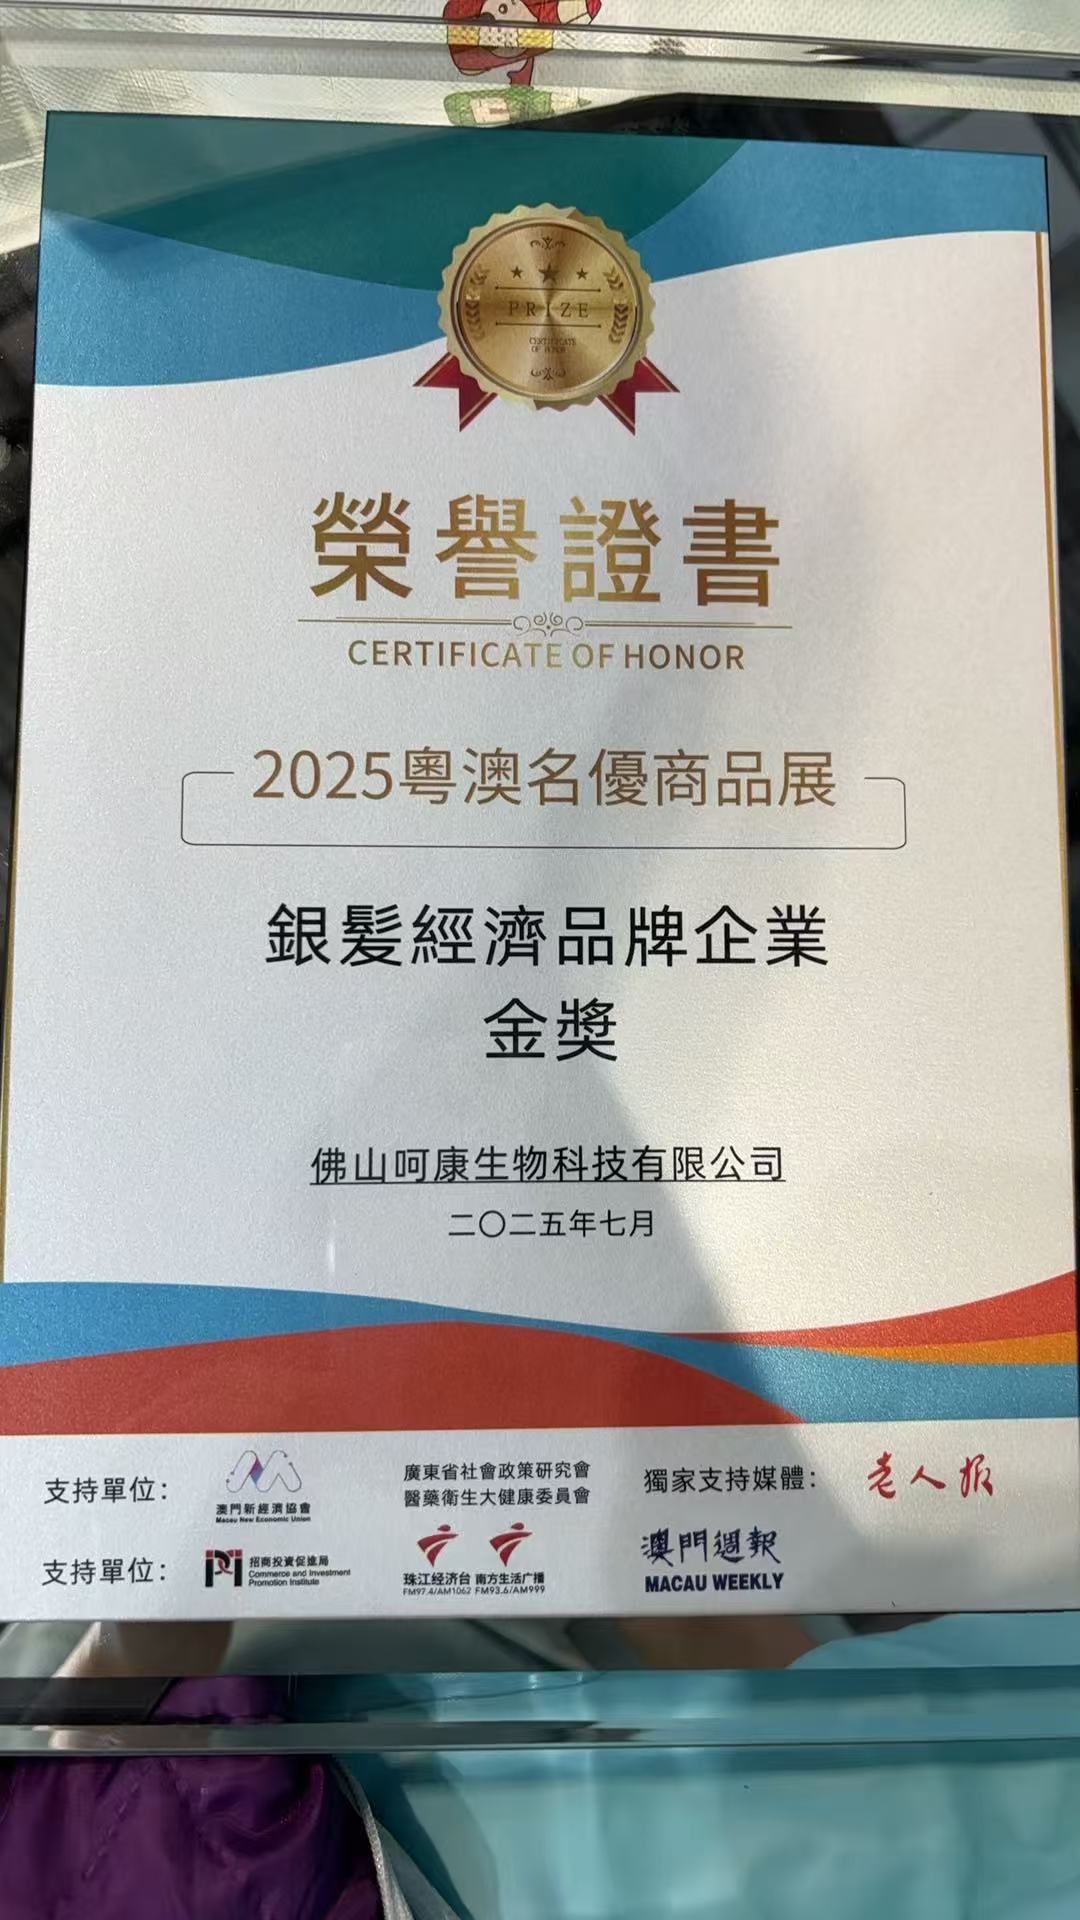 PRIZE
CERTIFICATE
OF HONOR
榮譽證書
CERTIFICATE OF HONOR
2025粵澳名優商品展
銀髪經濟品牌企業
金獎
佛山呵康生物科技有限公司
二〇二五年七月
支持單位：
澳門新經濟協會
Macau New Economic Union
廣東省社會政策研究會
醫藥衛生大健康委員會
獨家支持媒體：
老人报
支持單位：
招商投資促進局
Commerce and Investment
Promotion Institute
珠江经济台 南方生活广播
FM97.4/AM1062 FM93.6/AM999
澳門週報
MACAU WEEKLY